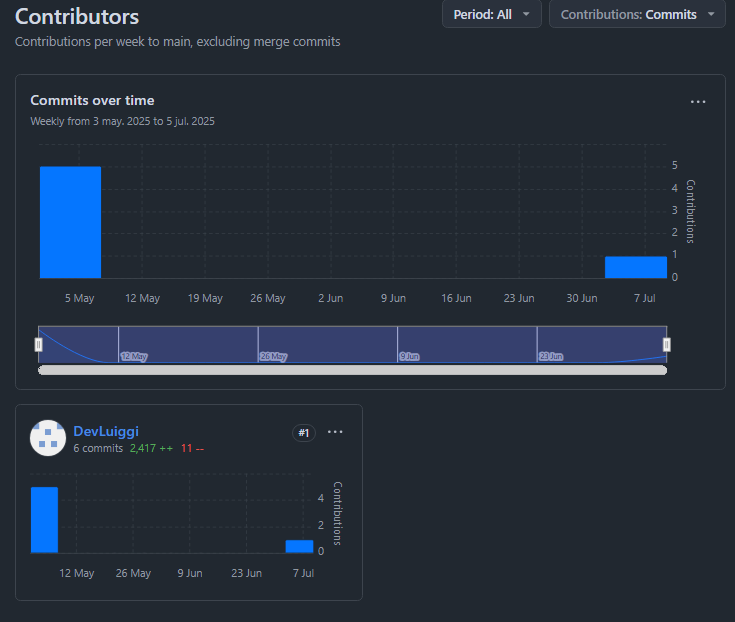 Contributors
Period: All
Contributions: Commits
Contributions per week to main, excluding merge commits
Commits over time
Weekly from 3 may. 2025 to 5 jul. 2025
5
4
3
2
1
0
Contributions
5 May 12 May 19 May 26 May 2 Jun 9 Jun 16 Jun 23 Jun 30 Jun 7 Jul
12 May 26 May 9 Jun 23 Jun
DevLuiggi
#1
6 commits 2,417 ++ 11 --
4
2
0
Contributions
12 May 26 May 9 Jun 23 Jun 7 Jul